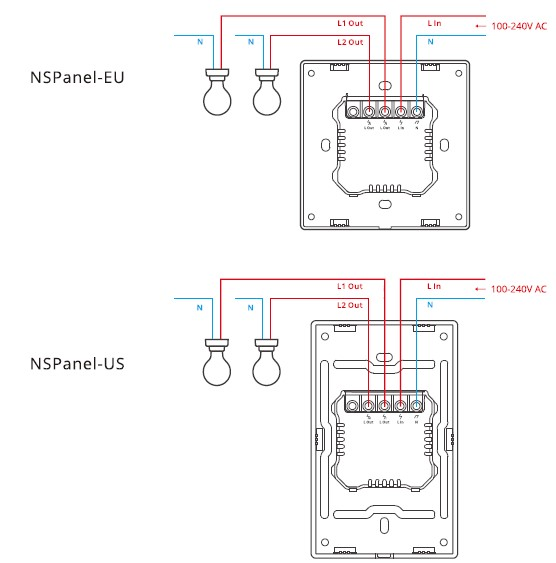 L1 Out
L In
← 100-240V AC
N
N
L2 Out
N
NSPanel-EU
L Out
L Out
L In
N
L1 Out
L In
← 100-240V AC
N
N
L2 Out
N
NSPanel-US
L Out
L Out
L In
N